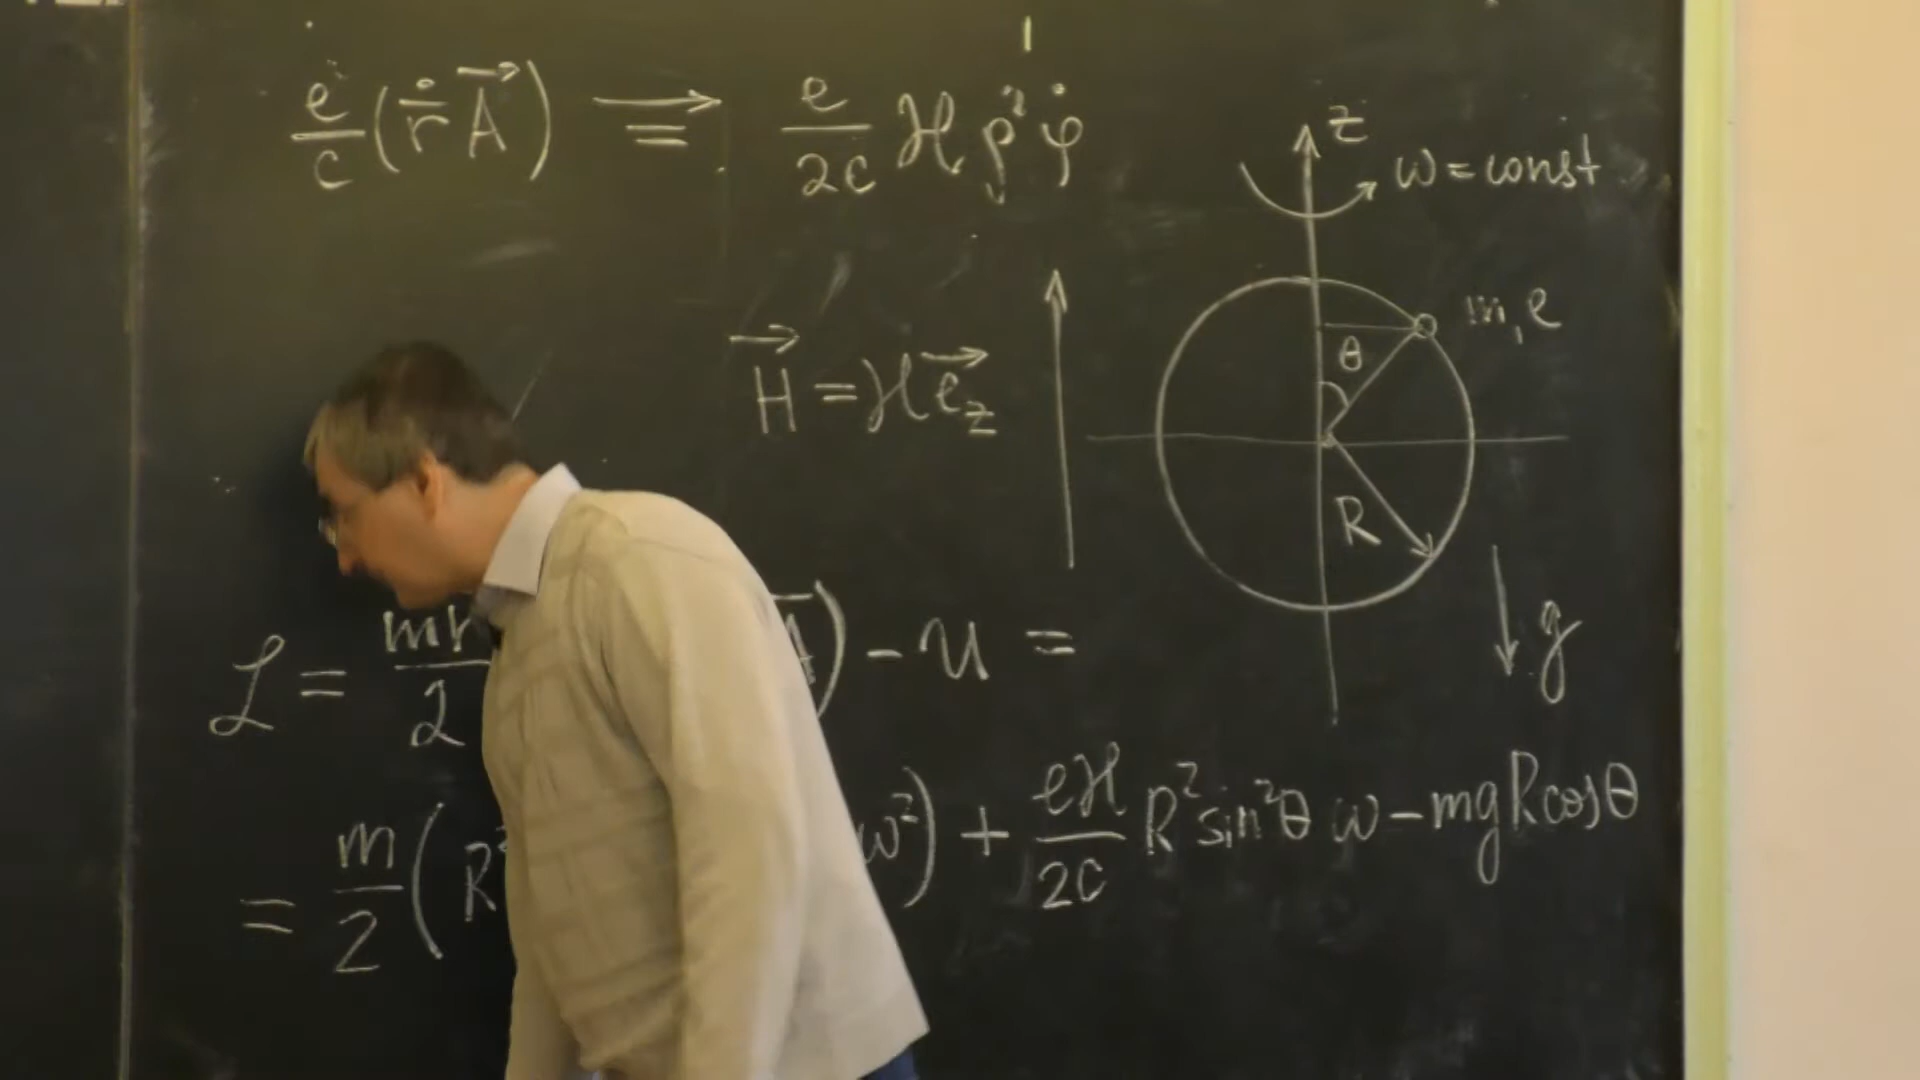 e/c (ṙ A⃗) ⟹ e/2c ℋ ρ² φ̇
z
ω = const
m, e
θ
H⃗ = ℋ e⃗_z
R
g
ℒ = mr /2 A⃗) - U =
= m/2 (R² ω²) + eℋ/2c R² sin²θ ω - mgR cosθ